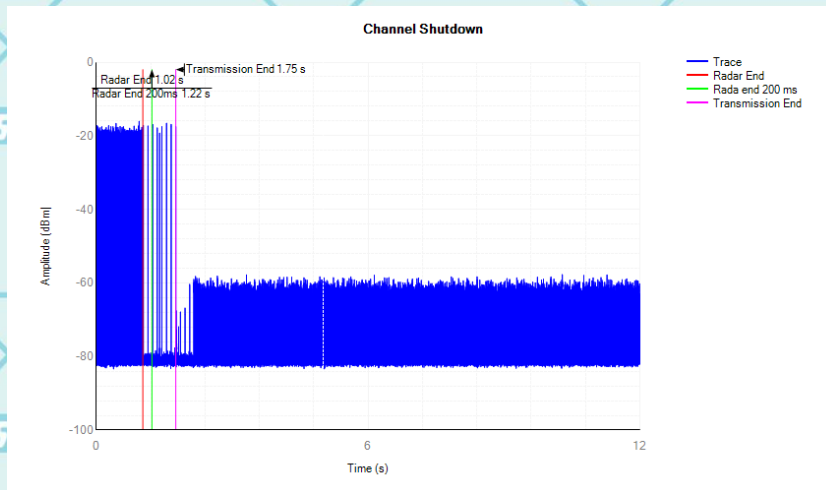 Channel Shutdown
Transmission End 1.75 s
Radar End 1.02 s
Radar End 200ms 1.22 s
Trace
Radar End
Rada end 200 ms
Transmission End
Amplitude (dBm)
0
-20
-40
-60
-80
-100
0
6
12
Time (s)